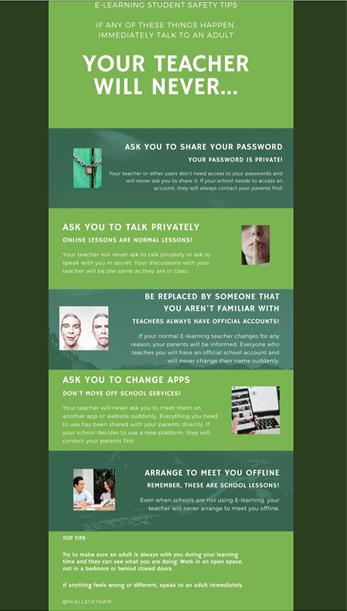 E-LEARNING STUDENT SAFETY TIPS
IF ANY OF THESE THINGS HAPPEN,
IMMEDIATELY TALK TO AN ADULT
YOUR TEACHER
WILL NEVER...
ASK YOU TO SHARE YOUR PASSWORD
YOUR PASSWORD IS PRIVATE!
Your teacher or other users don't need access to your passwords and
will never ask you to share it. If your school needs to access an
account, they will always contact your parents first!
ASK YOU TO TALK PRIVATELY
ONLINE LESSONS ARE NORMAL LESSONS!
Your teacher will never ask to talk privately or ask to
speak with you in secret. Your discussions with your
teacher will be the same as they are in class.
BE REPLACED BY SOMEONE THAT
YOU AREN'T FAMILIAR WITH
TEACHERS ALWAYS HAVE OFFICIAL ACCOUNTS!
If your normal E-learning teacher changes for any
reason, your parents will be informed. Everyone who
teaches you will have an official school account and
will never change their name suddenly.
ASK YOU TO CHANGE APPS
DON'T MOVE OFF SCHOOL SERVICES!
Your teacher will never ask you to meet them on
another app or website suddenly. Everything you need
to use has been shared with your parents directly. If
your school decides to use a new platform, they will
contact your parents first.
ARRANGE TO MEET YOU OFFLINE
REMEMBER, THESE ARE SCHOOL LESSONS!
Even when schools are not using E-learning, your
teacher will never arrange to meet you offline.
TOP TIPS
Try to make sure an adult is always with you during your learning
time and they can see what you are doing. Work in an open space,
not in a bedroom or behind closed doors.
If anything feels wrong or different, speak to an adult immediately.
@NIALLSTATHAM